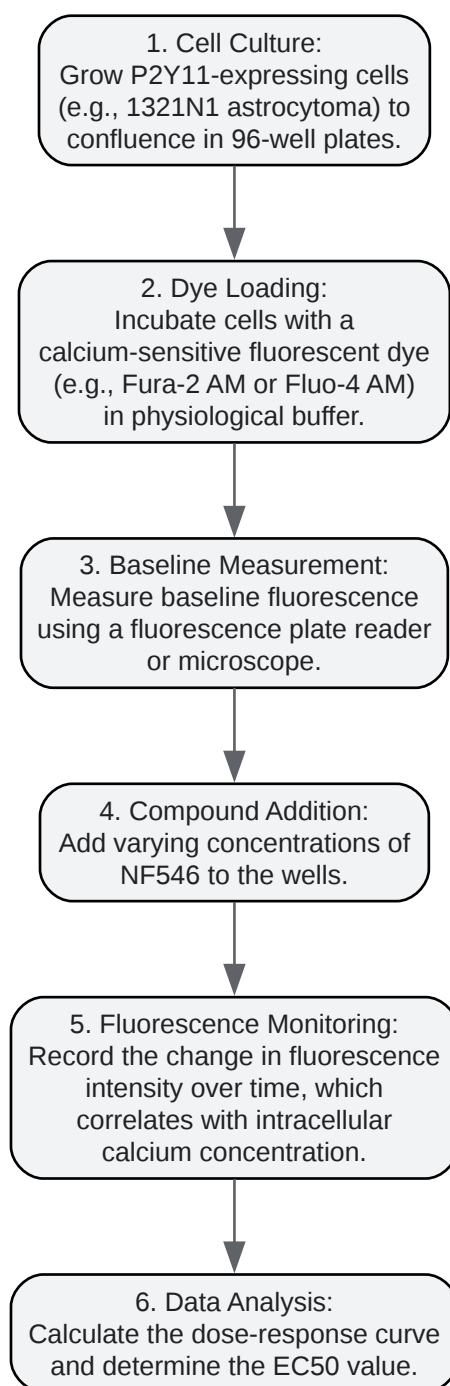 1. Cell Culture:
Grow P2Y11-expressing cells
(e.g., 1321N1 astrocytoma) to
confluence in 96-well plates.
2. Dye Loading:
Incubate cells with a
calcium-sensitive fluorescent dye
(e.g., Fura-2 AM or Fluo-4 AM)
in physiological buffer.
3. Baseline Measurement:
Measure baseline fluorescence
using a fluorescence plate reader
or microscope.
4. Compound Addition:
Add varying concentrations of
NF546 to the wells.
5. Fluorescence Monitoring:
Record the change in fluorescence
intensity over time, which
correlates with intracellular
calcium concentration.
6. Data Analysis:
Calculate the dose-response curve
and determine the EC50 value.